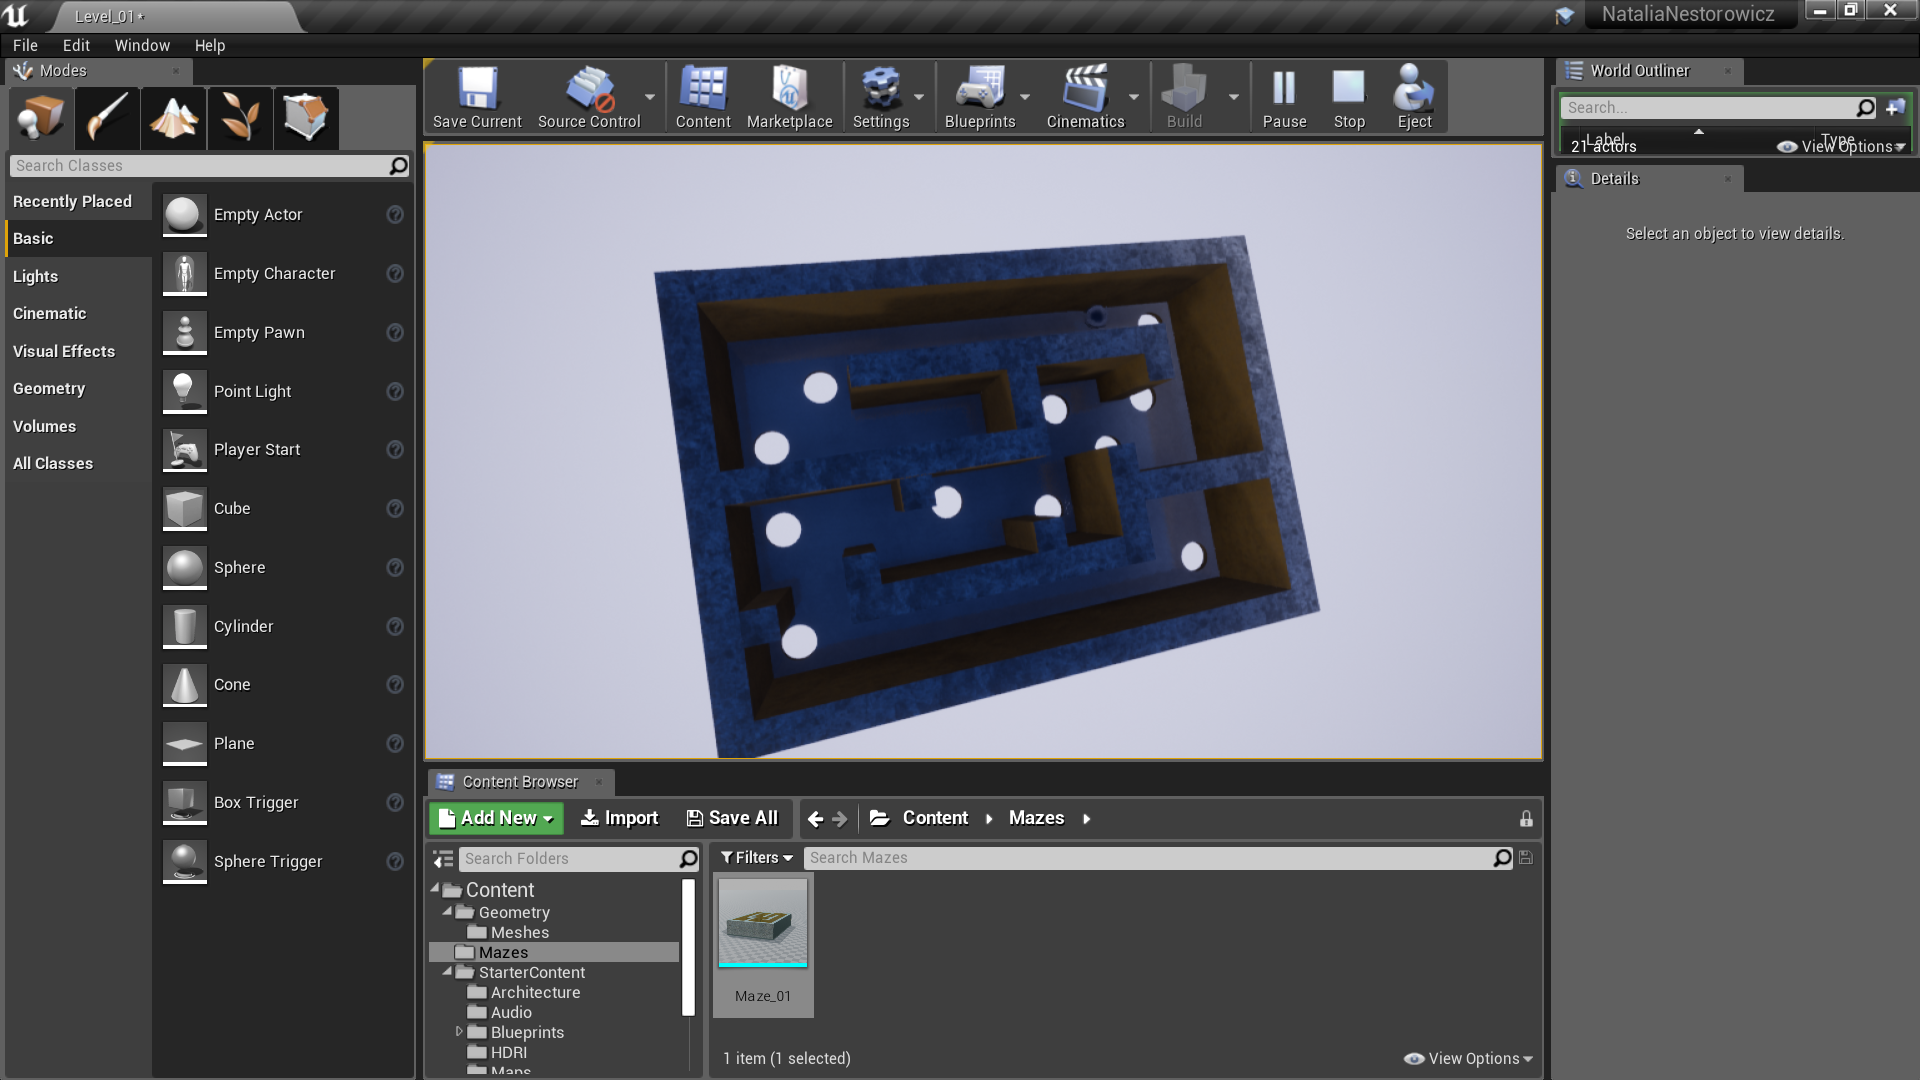 Level_01*
NataliaNestorowicz
File Edit Window Help
Modes
Search Classes
Recently Placed
Basic
Lights
Cinematic
Visual Effects
Geometry
Volumes
All Classes
Empty Actor
Empty Character
Empty Pawn
Point Light
Player Start
Cube
Sphere
Cylinder
Cone
Plane
Box Trigger
Sphere Trigger
Save Current Source Control Content Marketplace Settings Blueprints Cinematics Build Pause Stop Eject
World Outliner
Search...
Label Type
21 actors View Options
Details
Select an object to view details.
Content Browser
Add New Import Save All Content Mazes
Search Folders
Content
Geometry
Meshes
Mazes
StarterContent
Architecture
Audio
Blueprints
HDRI
Maps
Filters Search Mazes
Maze_01
1 item (1 selected) View Options